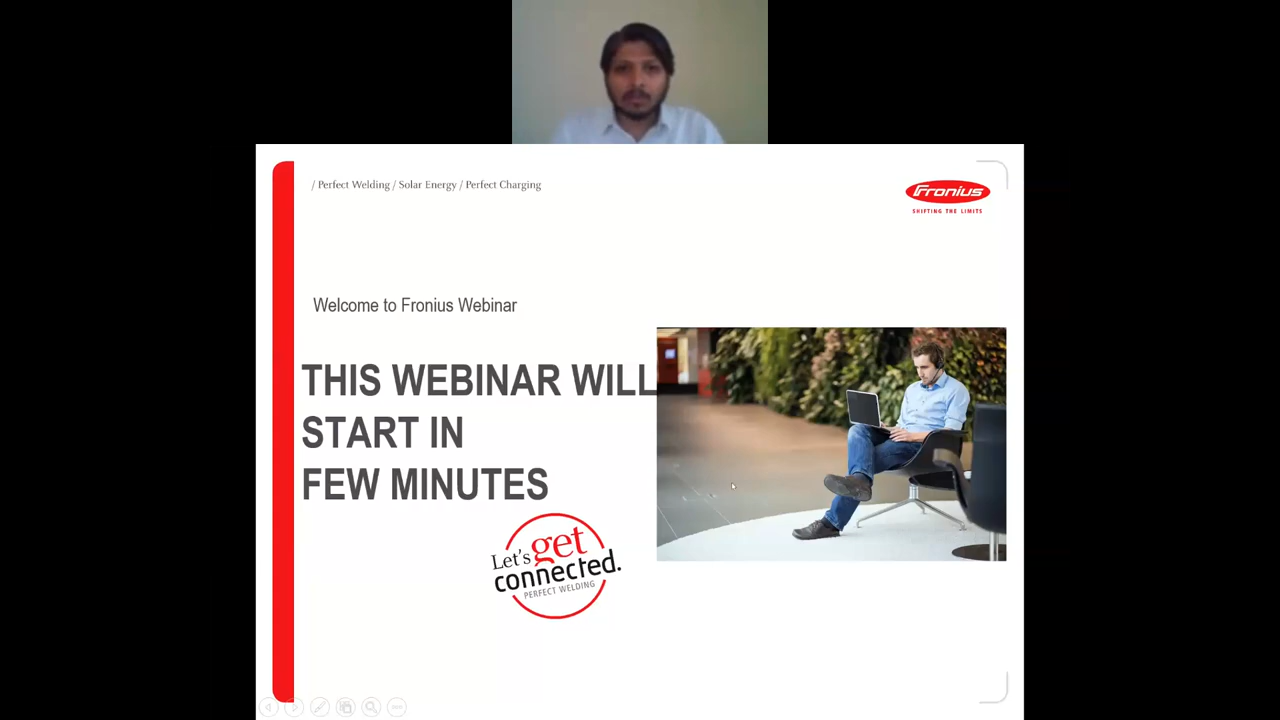 / Perfect Welding / Solar Energy / Perfect Charging
Fronius
SHIFTING THE LIMITS
Welcome to Fronius Webinar
THIS WEBINAR WILL
START IN
FEW MINUTES
Let's get
connected.
PERFECT WELDING